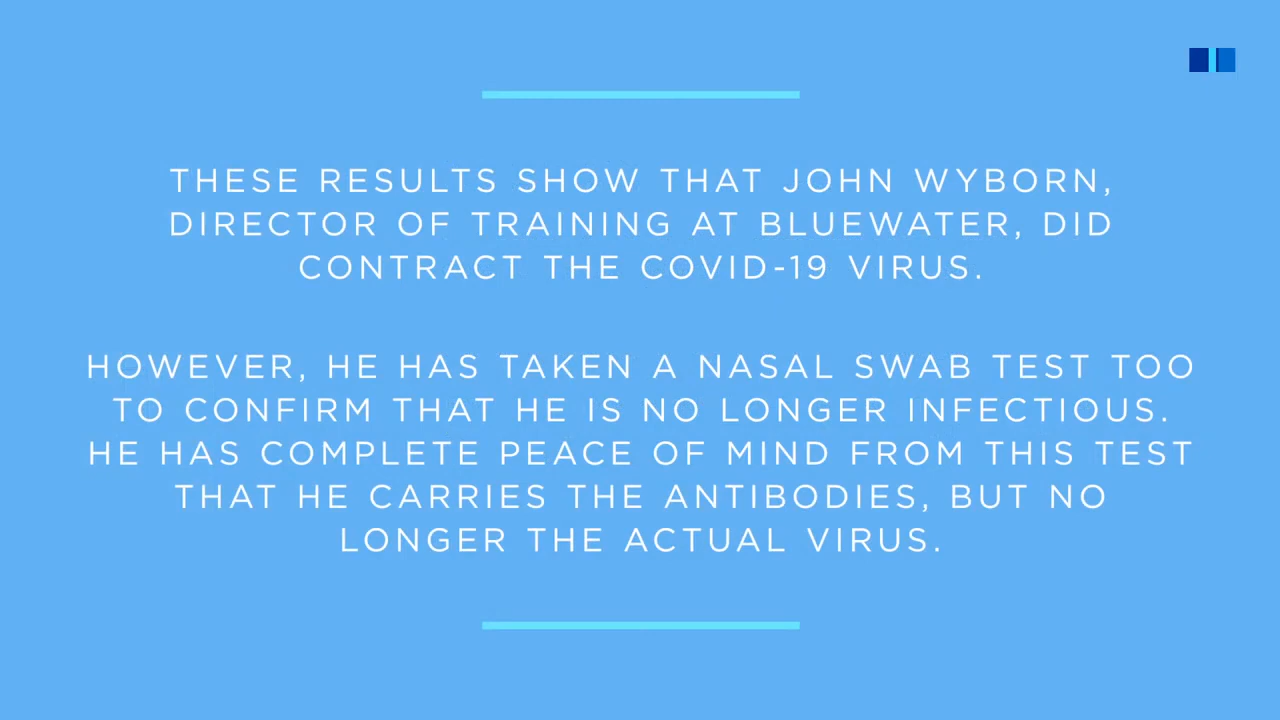 THESE RESULTS SHOW THAT JOHN WYBORN,
DIRECTOR OF TRAINING AT BLUEWATER, DID
CONTRACT THE COVID-19 VIRUS.
HOWEVER, HE HAS TAKEN A NASAL SWAB TEST TOO
TO CONFIRM THAT HE IS NO LONGER INFECTIOUS.
HE HAS COMPLETE PEACE OF MIND FROM THIS TEST
THAT HE CARRIES THE ANTIBODIES, BUT NO
LONGER THE ACTUAL VIRUS.